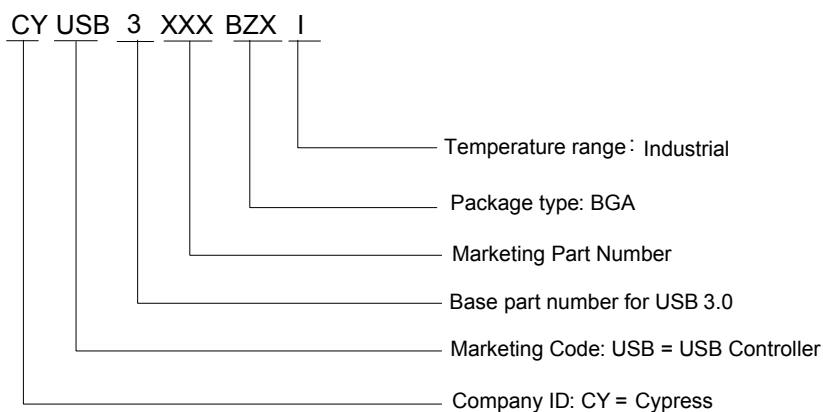 CY USB 3 XXX BZX I
Temperature range: Industrial
Package type: BGA
Marketing Part Number
Base part number for USB 3.0
Marketing Code: USB = USB Controller
Company ID: CY = Cypress